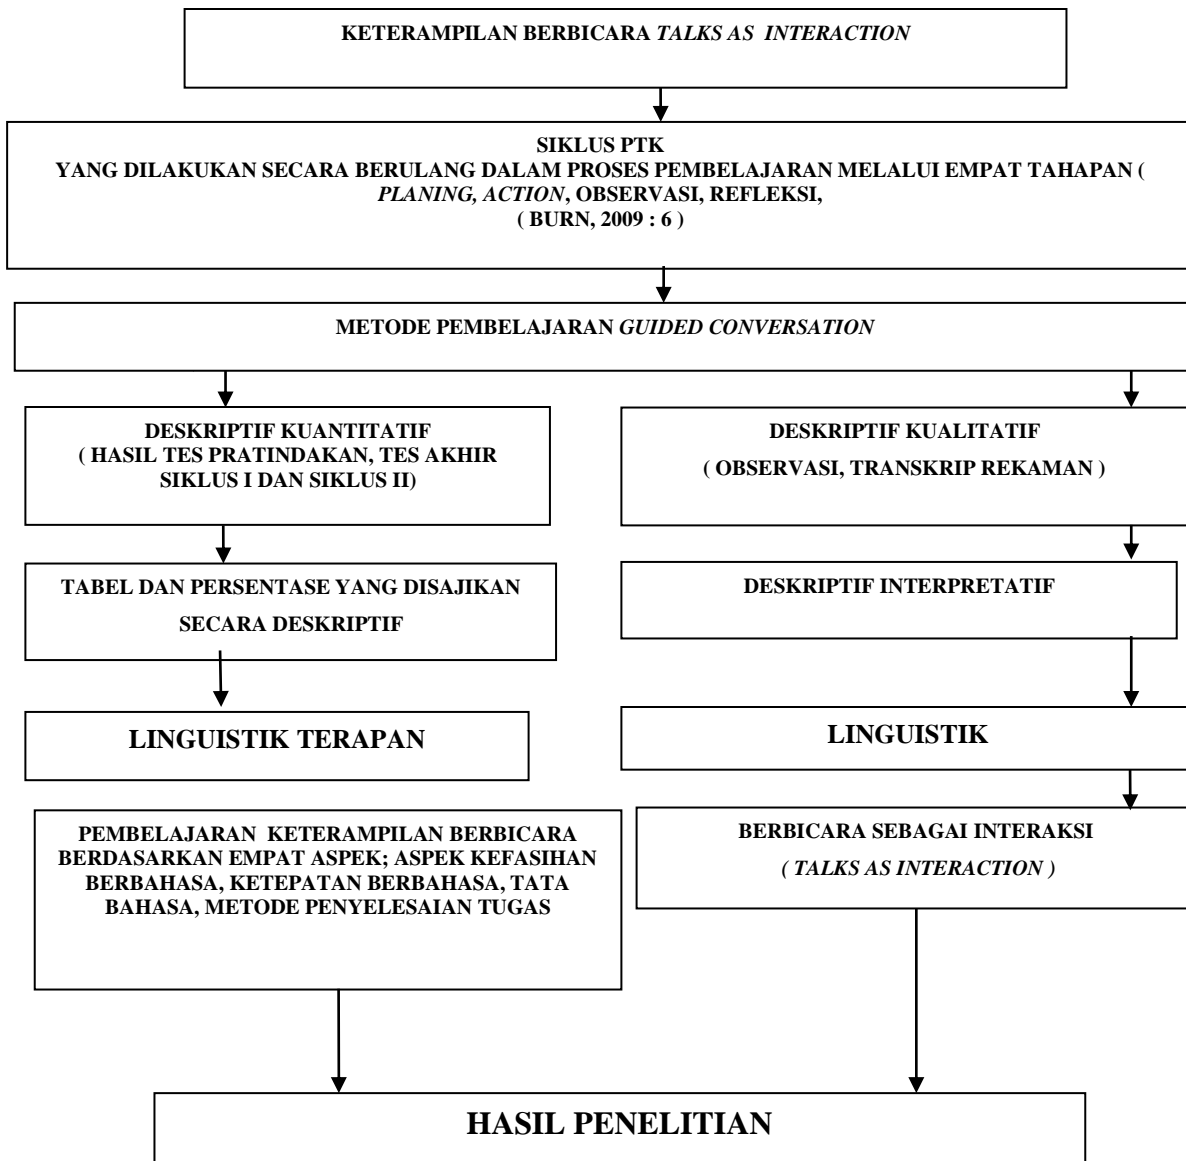 KETERAMPILAN BERBICARA TALKS AS INTERACTION
SIKLUS PTK
YANG DILAKUKAN SECARA BERULANG DALAM PROSES PEMBELAJARAN MELALUI EMPAT TAHAPAN (
PLANING, ACTION, OBSERVASI, REFLEKSI,
( BURN, 2009 : 6 )
METODE PEMBELAJARAN GUIDED CONVERSATION
DESKRIPTIF KUANTITATIF
( HASIL TES PRATINDAKAN, TES AKHIR
SIKLUS I DAN SIKLUS II)
DESKRIPTIF KUALITATIF
( OBSERVASI, TRANSKRIP REKAMAN )
TABEL DAN PERSENTASE YANG DISAJIKAN
SECARA DESKRIPTIF
DESKRIPTIF INTERPRETATIF
LINGUISTIK TERAPAN
LINGUISTIK
PEMBELAJARAN KETERAMPILAN BERBICARA
BERDASARKAN EMPAT ASPEK; ASPEK KEFASIHAN
BERBAHASA, KETEPATAN BERBAHASA, TATA
BAHASA, METODE PENYELESAIAN TUGAS
BERBICARA SEBAGAI INTERAKSI
( TALKS AS INTERACTION )
HASIL PENELITIAN